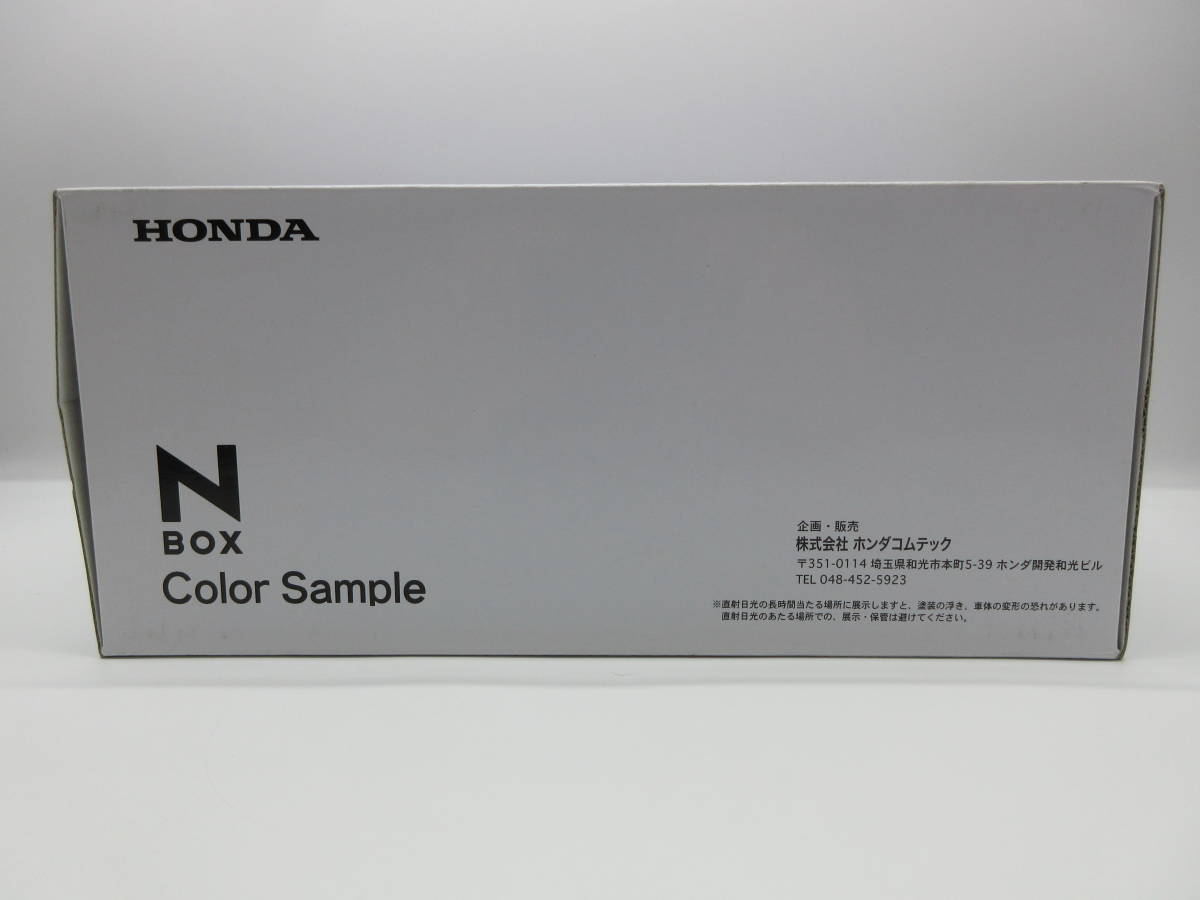 HONDA
N
BOX
Color Sample
企画・販売
株式会社 ホンダコムテック
〒351-0114 埼玉県和光市本町5-39 ホンダ開発和光ビル
TEL 048-452-5923
※直射日光の長時間当たる場所に展示しますと、塗装の浮き、車体の変形の恐れがあります。
直射日光のあたる場所での、展示・保管は避けてください。